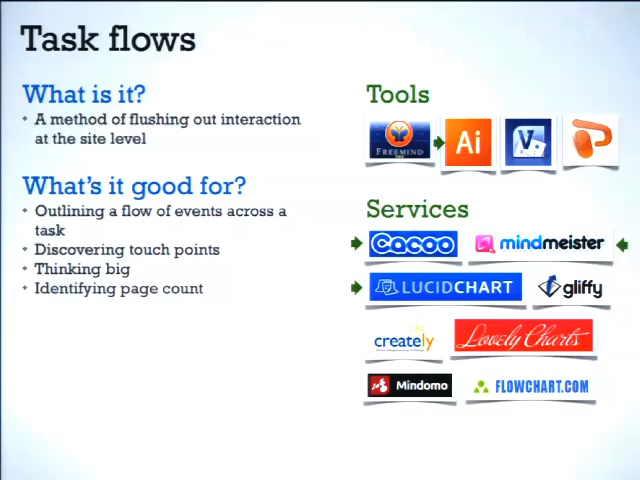 Task flows
What is it?
A method of flushing out interaction
at the site level
What's it good for?
Outlining a flow of events across a
task
Discovering touch points
Thinking big
Identifying page count
Tools
FREEMIND
Ai
V
Services
Cacoo
mindmeister
LUCIDCHART
gliffy
creately
Lovely Charts
Mindomo
FLOWCHART.COM